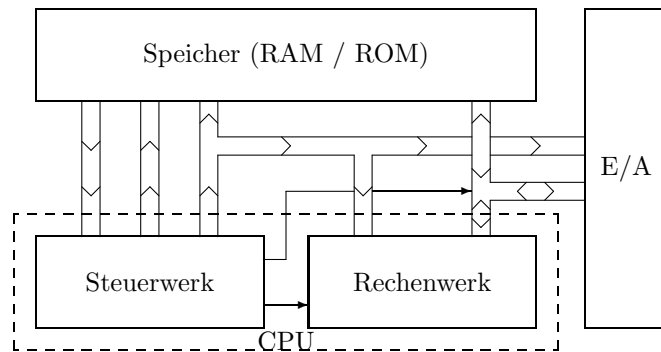 Speicher (RAM / ROM)
E/A
Steuerwerk
Rechenwerk
CPU